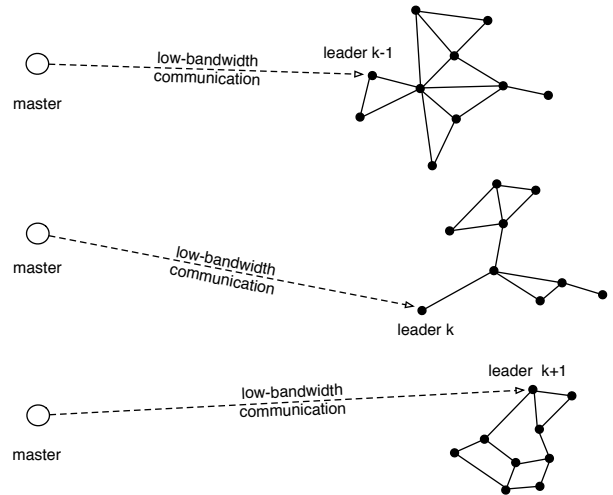 leader k-1
low-bandwidth
communication
master
low-bandwidth
communication
master
leader k
leader k+1
low-bandwidth
communication
master